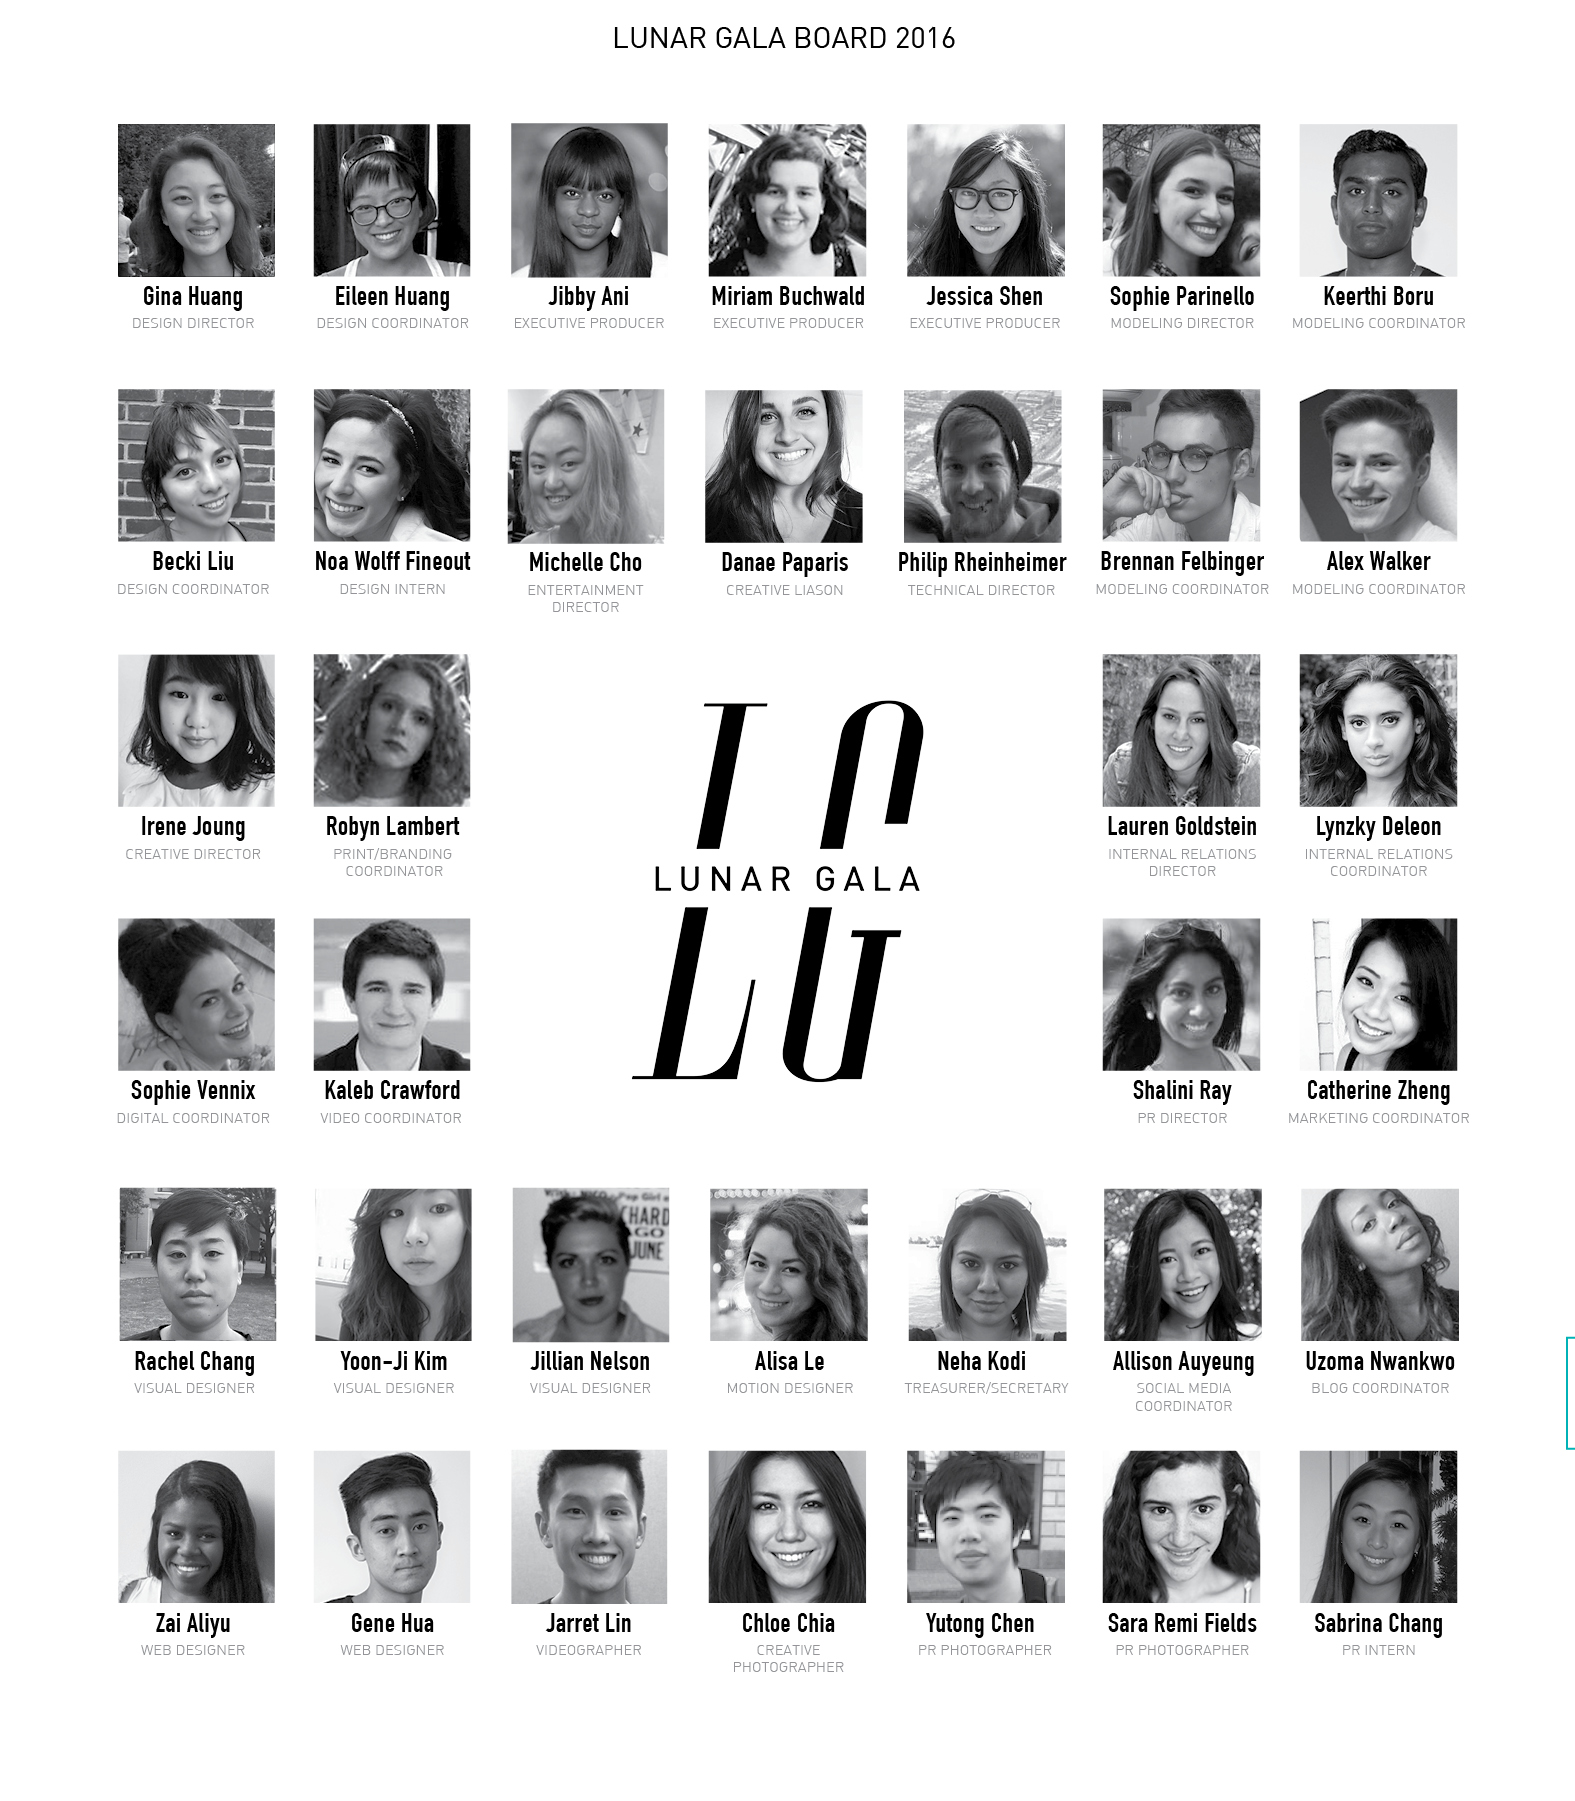 LUNAR GALA BOARD 2016
Gina Huang
DESIGN DIRECTOR
Eileen Huang
DESIGN COORDINATOR
Jibby Ani
EXECUTIVE PRODUCER
Miriam Buchwald
EXECUTIVE PRODUCER
Jessica Shen
EXECUTIVE PRODUCER
Sophie Parinello
MODELING DIRECTOR
Keerthi Boru
MODELING COORDINATOR
Becki Liu
DESIGN COORDINATOR
Noa Wolff Fineout
DESIGN INTERN
Michelle Cho
ENTERTAINMENT
DIRECTOR
Danae Paparis
CREATIVE LIASON
Philip Rheinheimer
TECHNICAL DIRECTOR
Brennan Felbinger
MODELING COORDINATOR
Alex Walker
MODELING COORDINATOR
Irene Joung
CREATIVE DIRECTOR
Robyn Lambert
PRINT/BRANDING
COORDINATOR
LUNAR GALA
LG
Lauren Goldstein
INTERNAL RELATIONS
DIRECTOR
Lynzky Deleon
INTERNAL RELATIONS
COORDINATOR
Sophie Vennix
DIGITAL COORDINATOR
Kaleb Crawford
VIDEO COORDINATOR
Shalini Ray
PR DIRECTOR
Catherine Zheng
MARKETING COORDINATOR
CHARD
AGO
JUNE
Rachel Chang
VISUAL DESIGNER
Yoon-Ji Kim
VISUAL DESIGNER
Jillian Nelson
VISUAL DESIGNER
Alisa Le
MOTION DESIGNER
Neha Kodi
TREASURER/SECRETARY
Allison Auyeung
SOCIAL MEDIA
COORDINATOR
Uzoma Nwankwo
BLOG COORDINATOR
Zai Aliyu
WEB DESIGNER
Gene Hua
WEB DESIGNER
Jarret Lin
VIDEOGRAPHER
Chloe Chia
CREATIVE
PHOTOGRAPHER
Yutong Chen
PR PHOTOGRAPHER
Sara Remi Fields
PR PHOTOGRAPHER
Sabrina Chang
PR INTERN